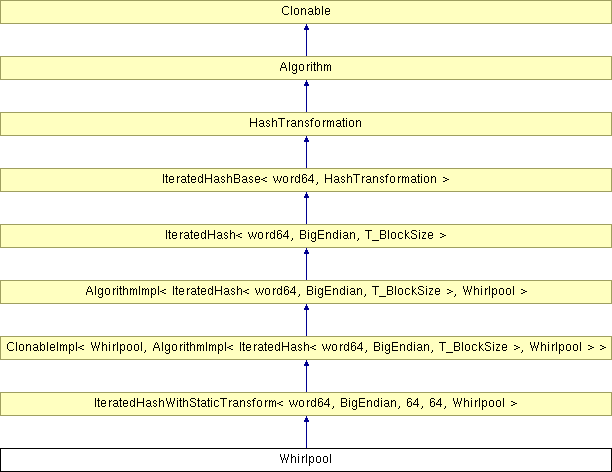 Clonable
Algorithm
HashTransformation
IteratedHashBase< word64, HashTransformation >
IteratedHash< word64, BigEndian, T_BlockSize >
AlgorithmImpl< IteratedHash< word64, BigEndian, T_BlockSize >, Whirlpool >
ClonableImpl< Whirlpool, AlgorithmImpl< IteratedHash< word64, BigEndian, T_BlockSize >, Whirlpool > >
IteratedHashWithStaticTransform< word64, BigEndian, 64, 64, Whirlpool >
Whirlpool